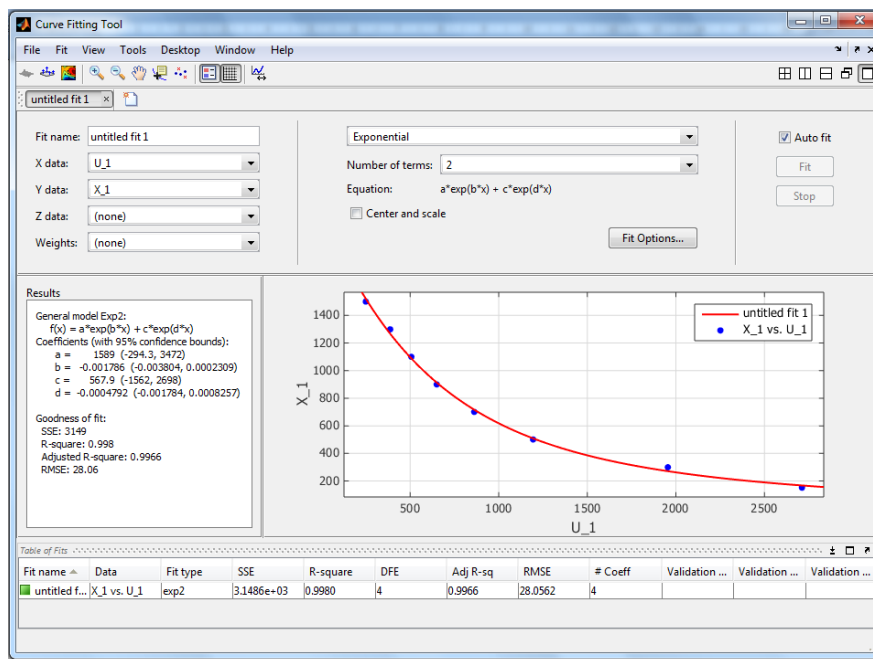 Curve Fitting Tool
File Fit View Tools Desktop Window Help
untitled fit 1
Fit name: untitled fit 1
X data: U_1
Y data: X_1
Z data: (none)
Weights: (none)
Exponential
Number of terms: 2
Equation: a*exp(b*x) + c*exp(d*x)
Center and scale
Fit Options...
Auto fit
Fit
Stop
Results
General model Exp2:
f(x) = a*exp(b*x) + c*exp(d*x)
Coefficients (with 95% confidence bounds):
a = 1589 (-294.3, 3472)
b = -0.001786 (-0.003804, 0.0002309)
c = 567.9 (-1562, 2698)
d = -0.0004792 (-0.001784, 0.0008257)
Goodness of fit:
SSE: 3149
R-square: 0.998
Adjusted R-square: 0.9966
RMSE: 28.06
1400
1200
1000
800
600
400
200
X_1
500 1000 1500 2000 2500
U_1
untitled fit 1
X_1 vs. U_1
Table of Fits
Fit name Data Fit type SSE R-square DFE Adj R-sq RMSE # Coeff Validation ... Validation ... Validation ...
untitled f... X_1 vs. U_1 exp2 3.1486e+03 0.9980 4 0.9966 28.0562 4